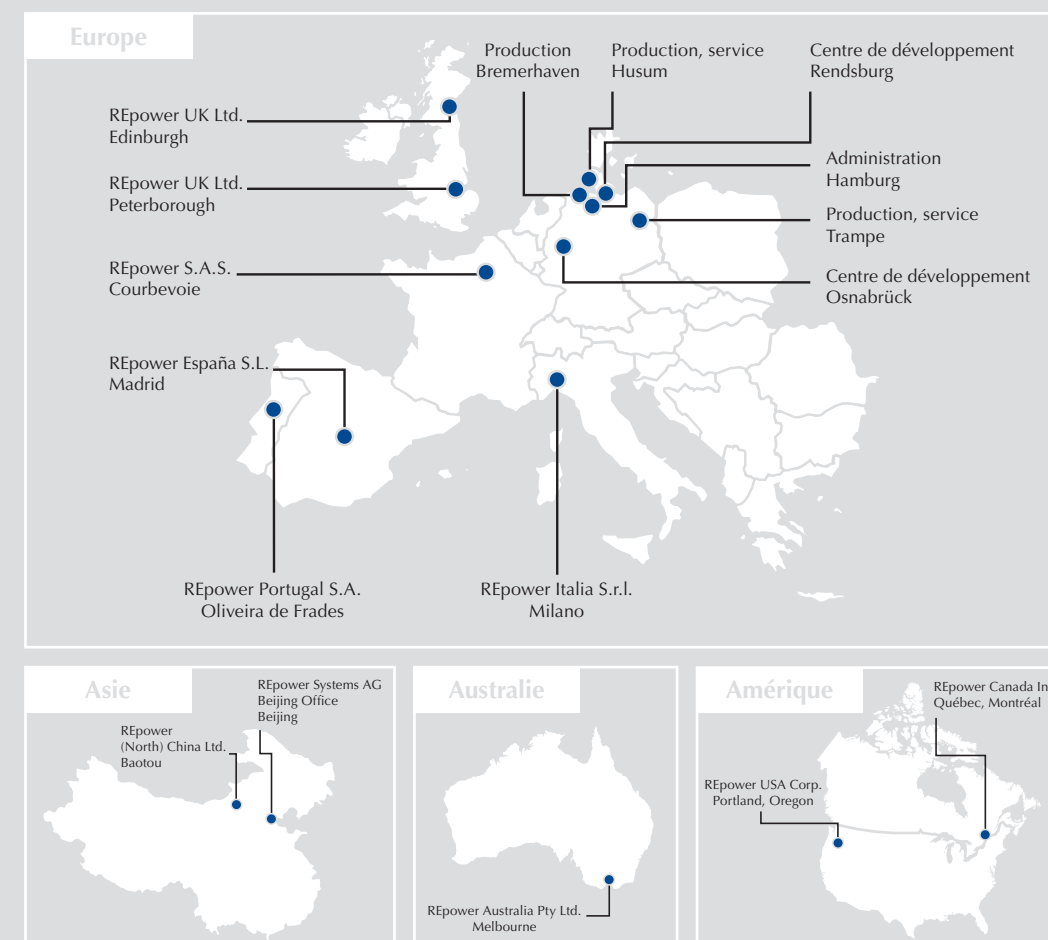 Europe
Production
Bremerhaven
Production, service
Husum
Centre de développement
Rendsburg
REpower UK Ltd.
Edinburgh
Administration
Hamburg
REpower UK Ltd.
Peterborough
Production, service
Trampe
REpower S.A.S.
Courbevoie
Centre de développement
Osnabrück
REpower España S.L.
Madrid
REpower Portugal S.A.
Oliveira de Frades
REpower Italia S.r.l.
Milano
Asie
REpower Systems AG
Beijing Office
Beijing
REpower
(North) China Ltd.
Baotou
Australie
REpower Australia Pty Ltd.
Melbourne
Amérique
REpower Canada In
Québec, Montréal
REpower USA Corp.
Portland, Oregon